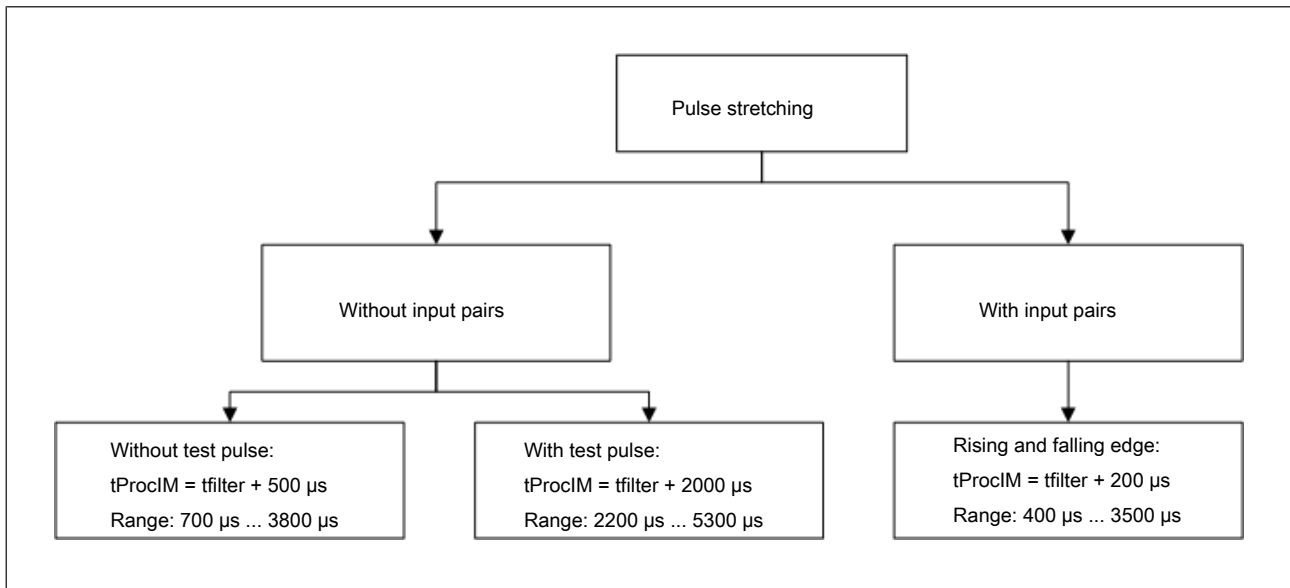 Pulse stretching
Without input pairs
With input pairs
Without test pulse:
tProcIM = tfilter + 500 µs
Range: 700 µs ... 3800 µs
With test pulse:
tProcIM = tfilter + 2000 µs
Range: 2200 µs ... 5300 µs
Rising and falling edge:
tProcIM = tfilter + 200 µs
Range: 400 µs ... 3500 µs